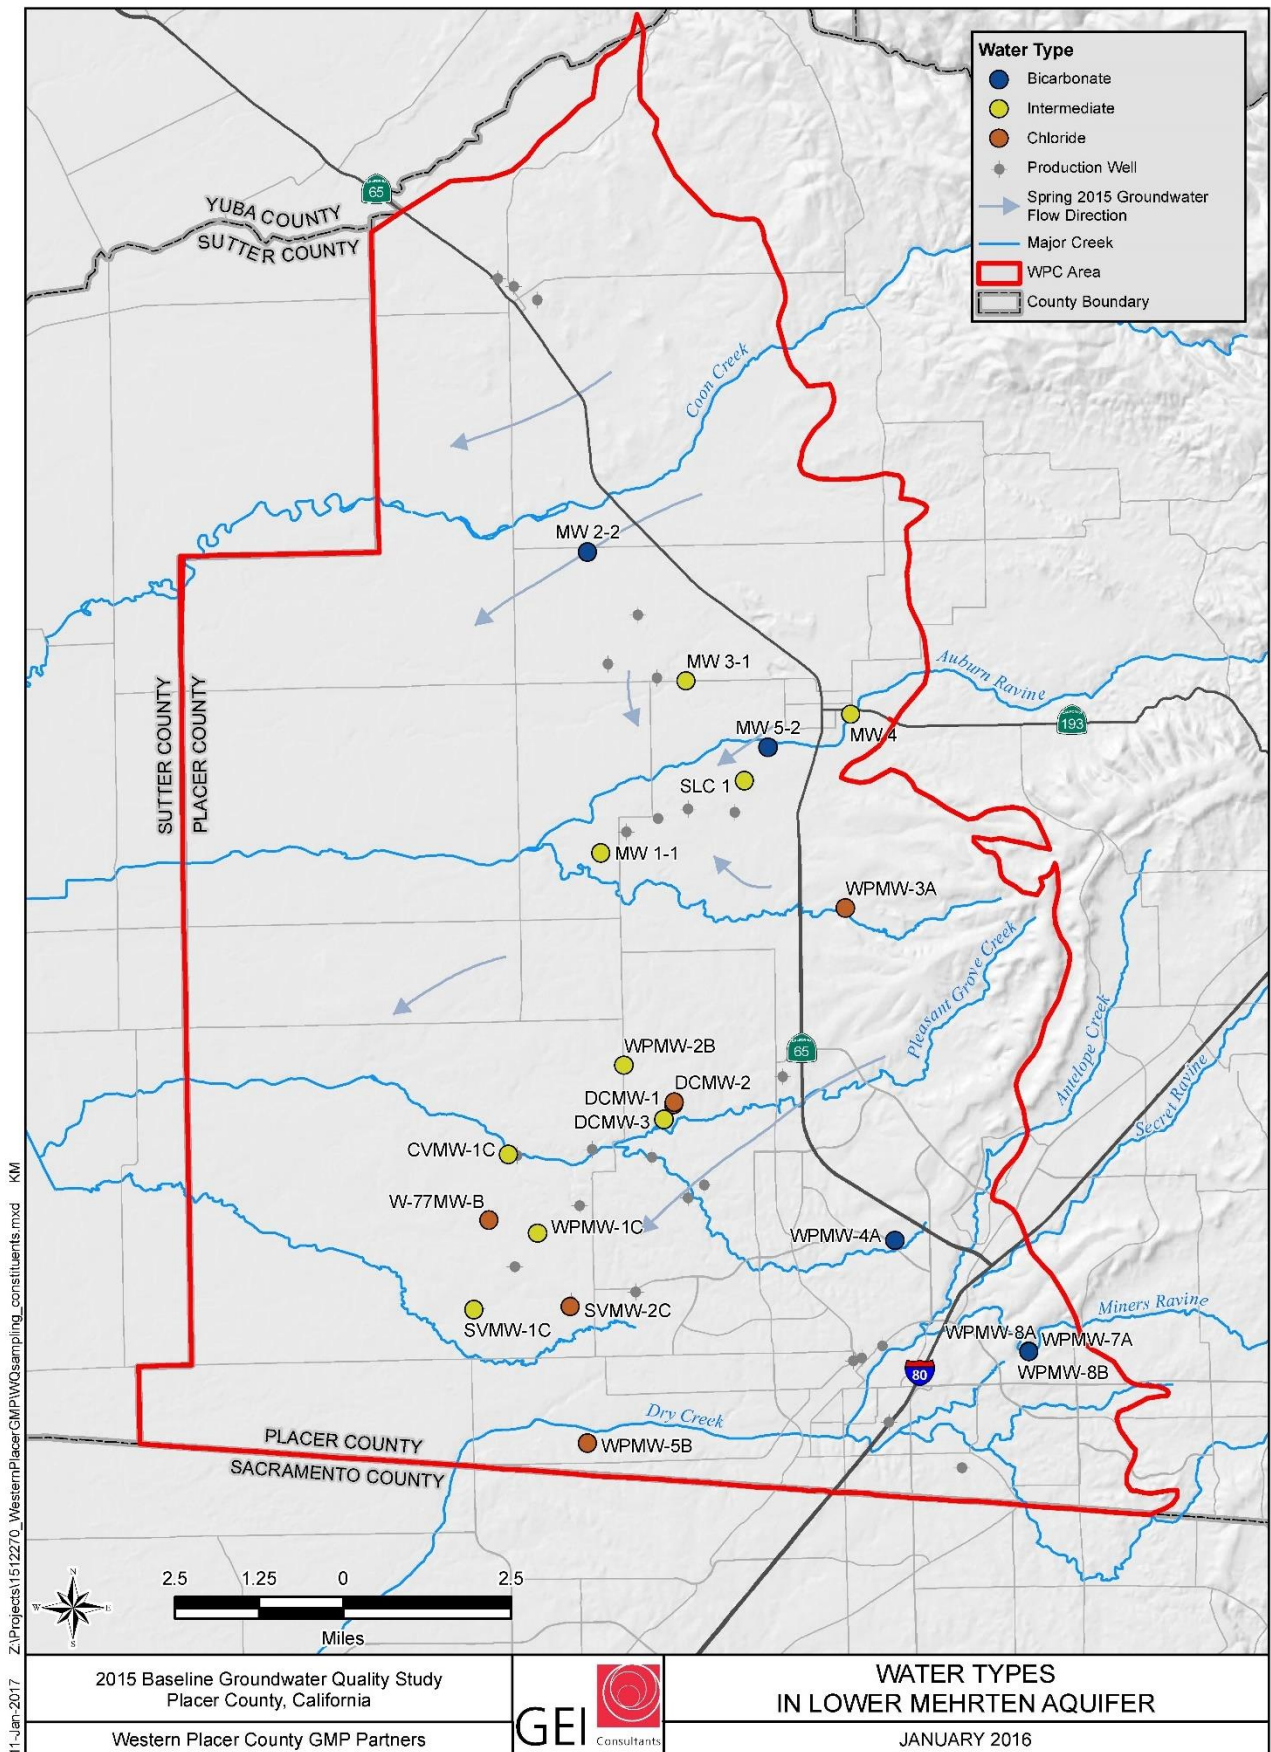 Water Type
Bicarbonate
Intermediate
Chloride
Production Well
Spring 2015 Groundwater
Flow Direction
Major Creek
WPC Area
County Boundary
CALIFORNIA
65
YUBA COUNTY
SUTTER COUNTY
Coon Creek
MW 2-2
MW 3-1
Auburn Ravine
SUTTER COUNTY
PLACER COUNTY
MW 5-2
MW 4
193
SLC 1
MW 1-1
WPMW-3A
Pleasant Grove Creek
WPMW-2B
CALIFORNIA
65
Antelope Creek
Secret Ravine
DCMW-2
DCMW-1
DCMW-3
CVMW-1C
W-77MW-B
WPMW-1C
WPMW-4A
SVMW-2C
SVMW-1C
Miners Ravine
WPMW-8A
WPMW-7A
WPMW-8B
80
Dry Creek
WPMW-5B
PLACER COUNTY
SACRAMENTO COUNTY
N
W
E
S
2.5 1.25 0 2.5
Miles
Z:\Projects\1512270_WesternPlacerGMP\WQsampling_constituents.mxd KM
11-Jan-2017
2015 Baseline Groundwater Quality Study
Placer County, California
Western Placer County GMP Partners
GEI
Consultants
WATER TYPES
IN LOWER MEHRTEN AQUIFER
JANUARY 2016